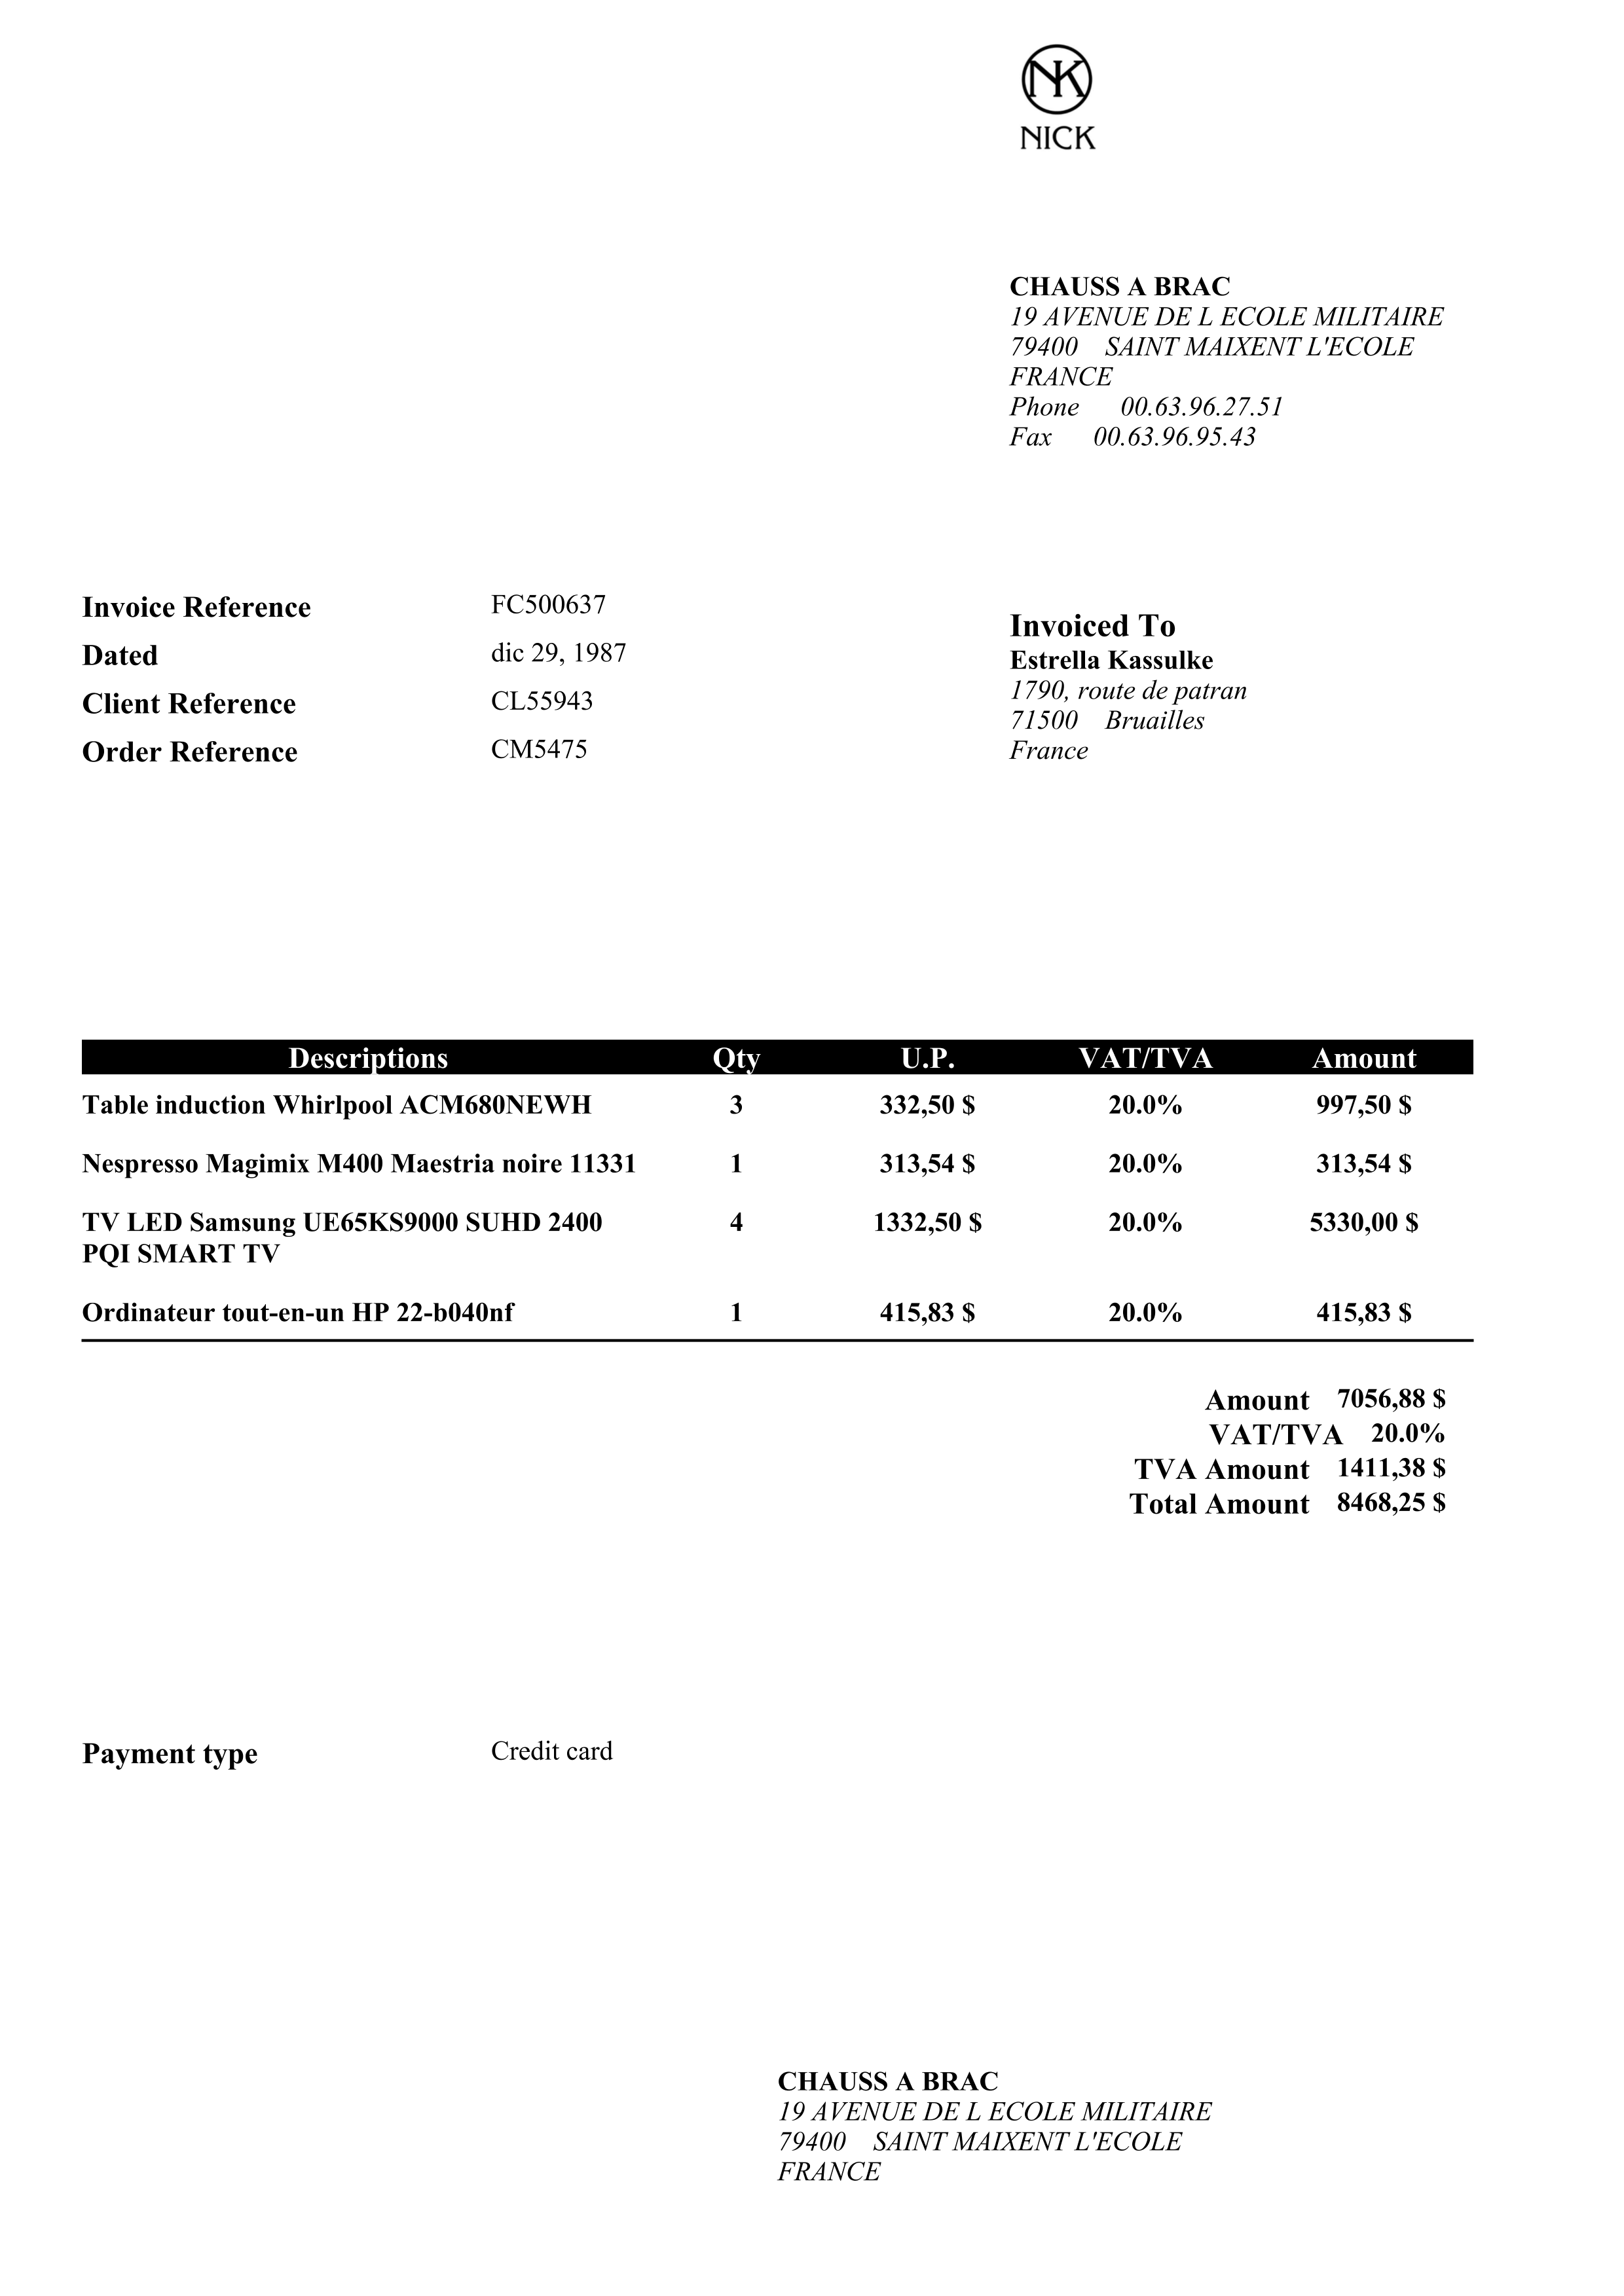 NK
NICK
CHAUSS A BRAC
19 AVENUE DE L ECOLE MILITAIRE
79400 SAINT MAIXENT L'ECOLE
FRANCE
Phone 00.63.96.27.51
Fax 00.63.96.95.43
Invoice Reference FC500637
Dated dic 29, 1987
Client Reference CL55943
Order Reference CM5475
Invoiced To
Estrella Kassulke
1790, route de patran
71500 Bruailles
France
Descriptions Qty U.P. VAT/TVA Amount
Table induction Whirlpool ACM680NEWH 3 332,50 $ 20.0% 997,50 $
Nespresso Magimix M400 Maestria noire 11331 1 313,54 $ 20.0% 313,54 $
TV LED Samsung UE65KS9000 SUHD 2400 4 1332,50 $ 20.0% 5330,00 $
PQI SMART TV
Ordinateur tout-en-un HP 22-b040nf 1 415,83 $ 20.0% 415,83 $
Amount 7056,88 $
VAT/TVA 20.0%
TVA Amount 1411,38 $
Total Amount 8468,25 $
Payment type Credit card
CHAUSS A BRAC
19 AVENUE DE L ECOLE MILITAIRE
79400 SAINT MAIXENT L'ECOLE
FRANCE